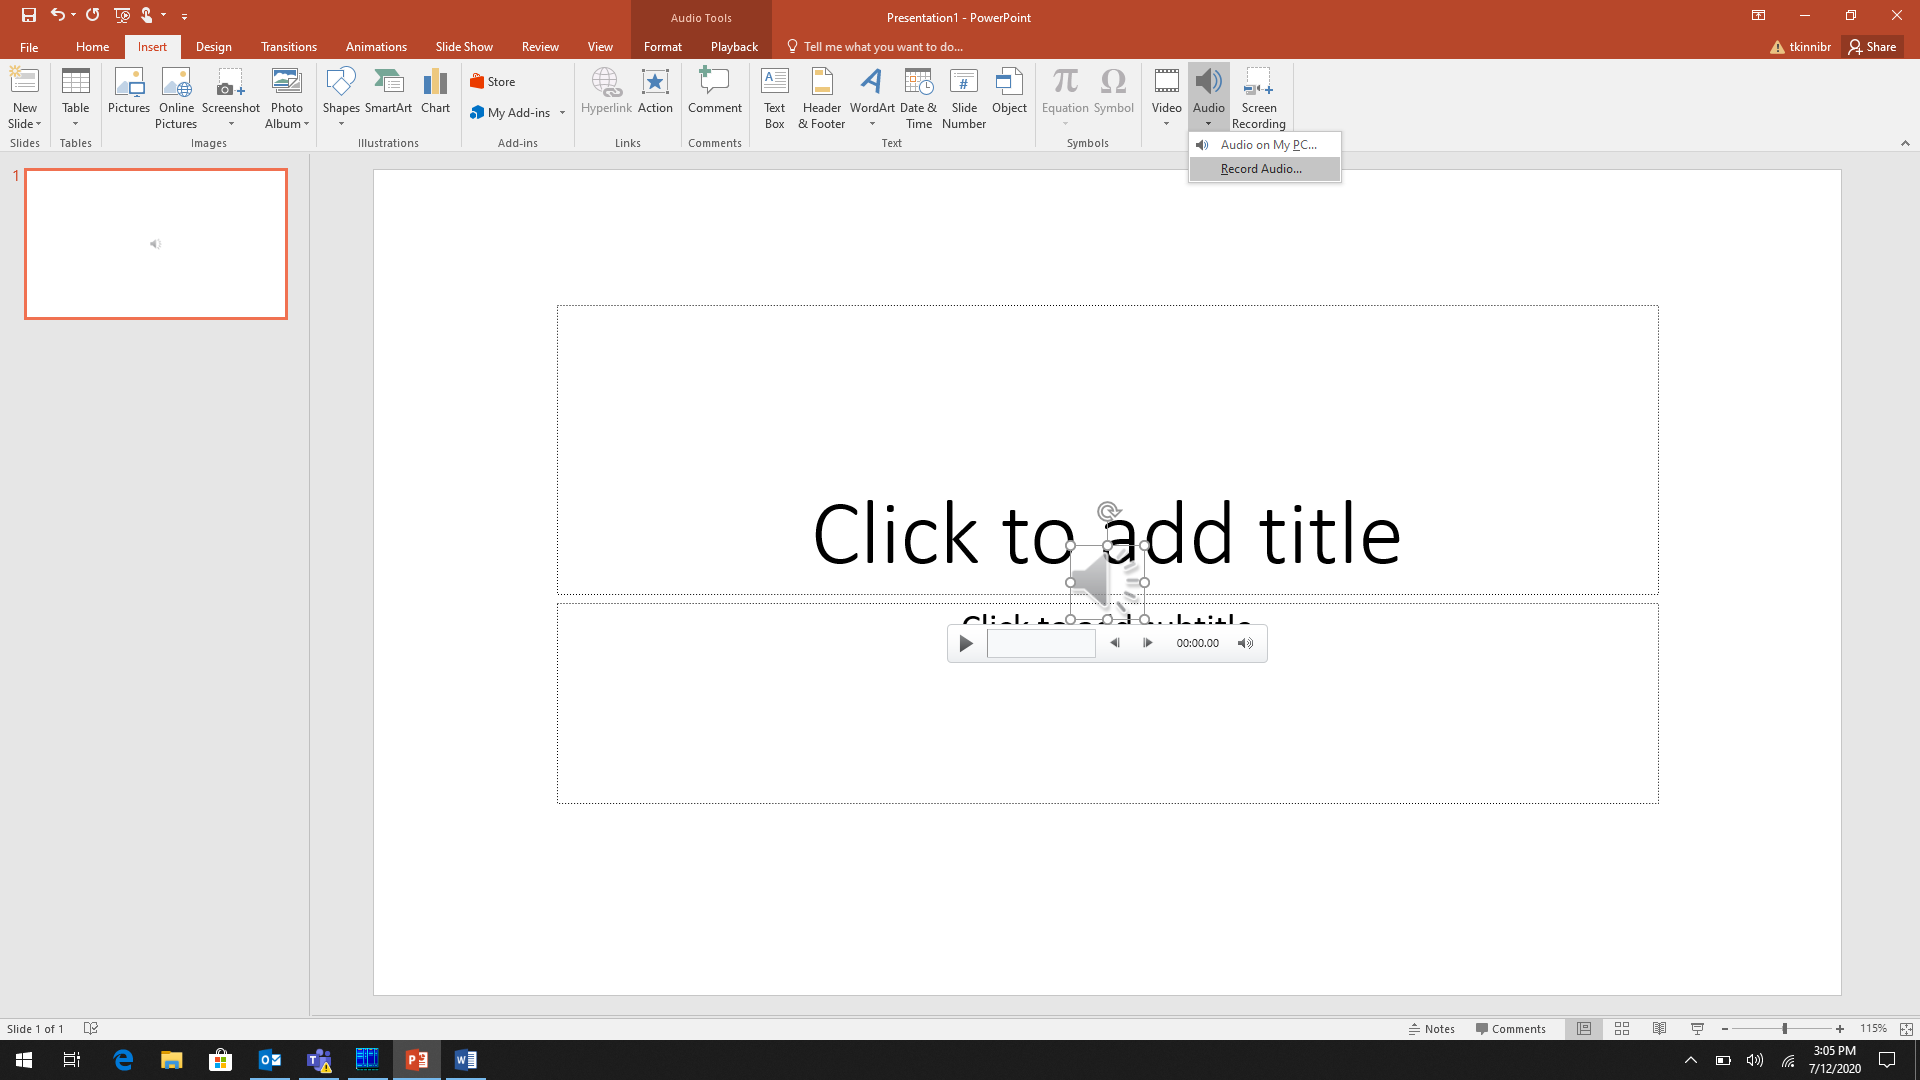 Audio Tools
Presentation1 - PowerPoint
File Home Insert Design Transitions Animations Slide Show Review View Format Playback Tell me what you want to do... tkinnibr Share
New Slide
Table
Pictures
Online Pictures
Screenshot
Photo Album
Shapes
SmartArt
Chart
Store
My Add-ins
Hyperlink
Action
Comment
Text Box
Header & Footer
WordArt
Date & Time
Slide Number
Object
Equation
Symbol
Video
Audio
Screen Recording
Slides Tables Images Illustrations Add-ins Links Comments Text Symbols
Audio on My PC...
Record Audio...
1
Click to add title
Click to add subtitle
00:00.00
Slide 1 of 1
Notes
Comments
115%
3:05 PM
7/12/2020